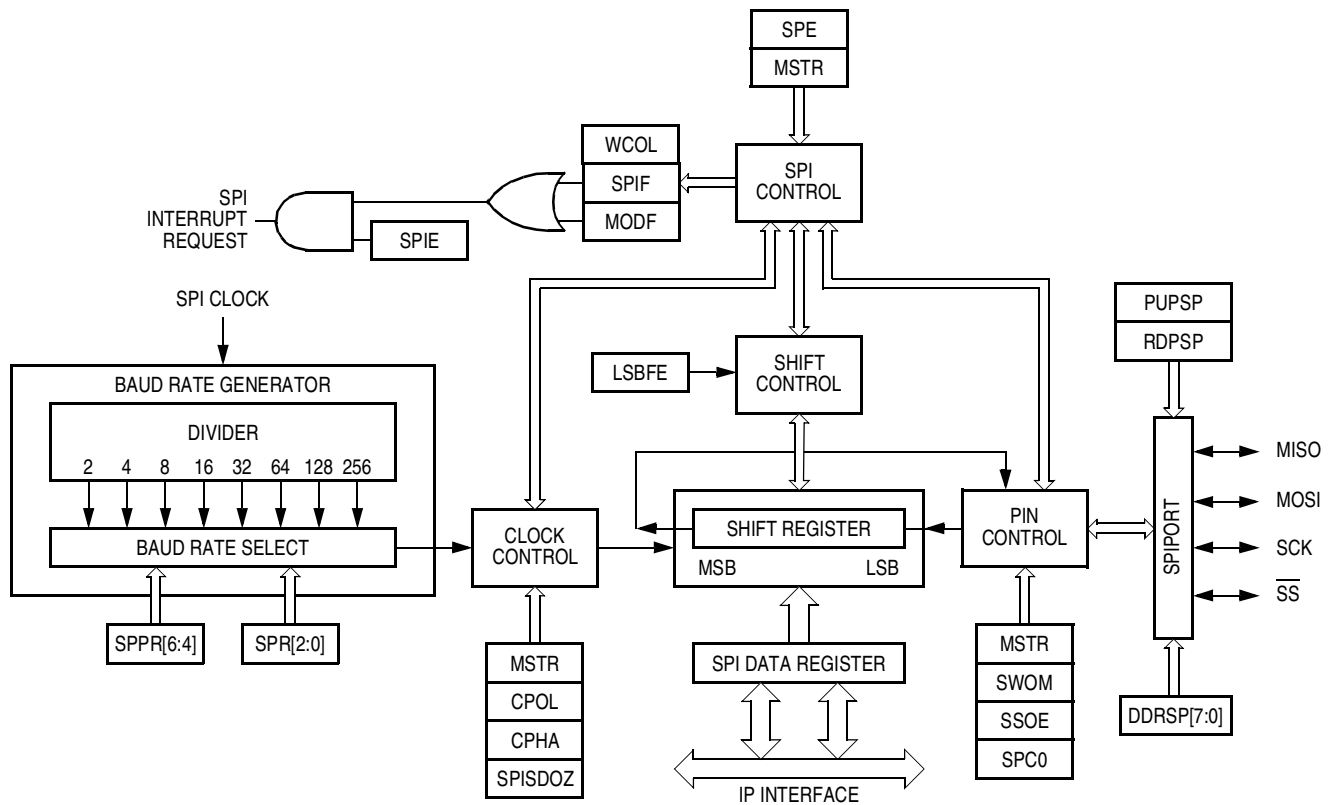 SPE
MSTR
WCOL
SPIF
MODF
SPI
CONTROL
SPI
INTERRUPT
REQUEST
SPIE
SPI CLOCK
PUPSP
RDPSP
LSBFE
SHIFT
CONTROL
BAUD RATE GENERATOR
DIVIDER
2 4 8 16 32 64 128 256
BAUD RATE SELECT
CLOCK
CONTROL
SHIFT REGISTER
MSB LSB
PIN
CONTROL
SPIPORT
MISO
MOSI
SCK
SS
SPPR[6:4]
SPR[2:0]
MSTR
CPOL
CPHA
SPISDOZ
SPI DATA REGISTER
IP INTERFACE
MSTR
SWOM
SSOE
SPC0
DDRSP[7:0]